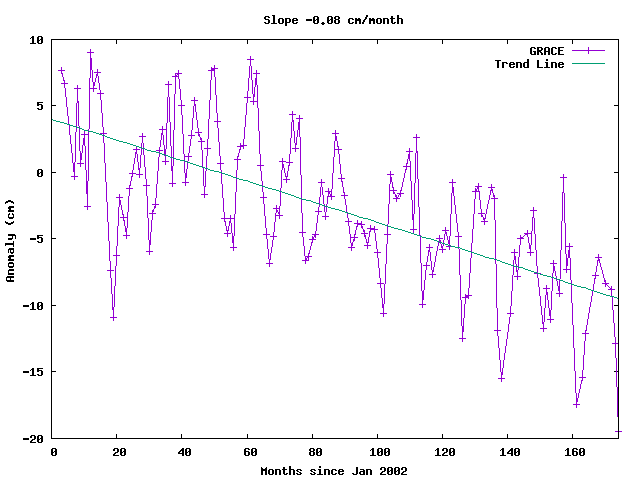 Slope -0.08 cm/month
GRACE
Trend Line
10
5
0
-5
-10
-15
-20
Anomaly (cm)
0 20 40 60 80 100 120 140 160
Months since Jan 2002